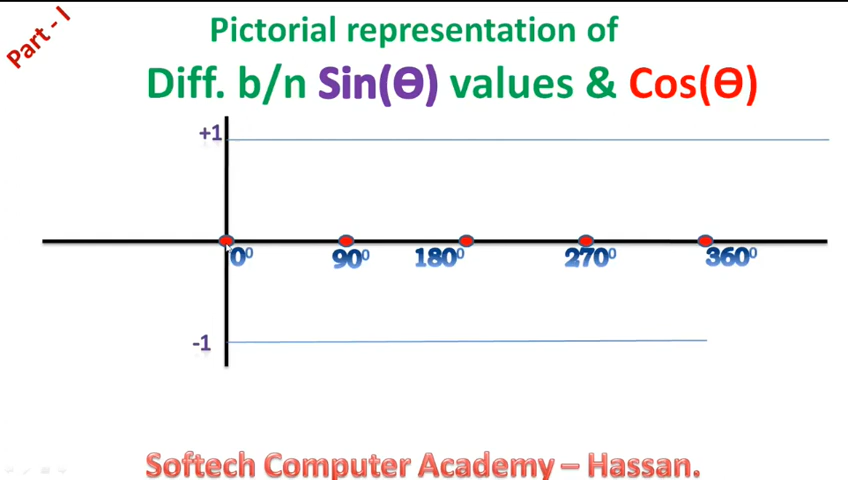 Part - I
Pictorial representation of
Diff. b/n Sin(Θ) values & Cos(Θ)
+1
0⁰ 90⁰ 180⁰ 270⁰ 360⁰
-1
Softech Computer Academy – Hassan.